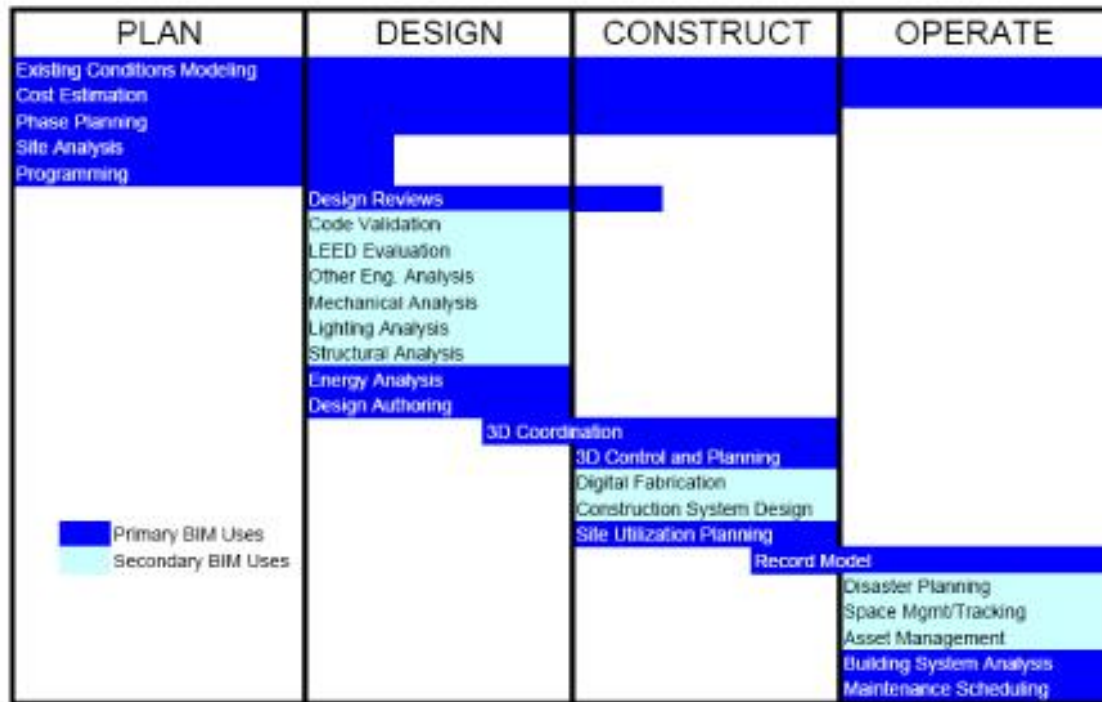 PLAN DESIGN CONSTRUCT OPERATE
Existing Conditions Modeling
Cost Estimation
Phase Planning
Site Analysis
Programming
Design Reviews
Code Validation
LEED Evaluation
Other Eng. Analysis
Mechanical Analysis
Lighting Analysis
Structural Analysis
Energy Analysis
Design Authoring
3D Coordination
3D Control and Planning
Digital Fabrication
Construction System Design
Site Utilization Planning
Primary BIM Uses
Secondary BIM Uses
Record Model
Disaster Planning
Space Mgmt/Tracking
Asset Management
Building System Analysis
Maintenance Scheduling